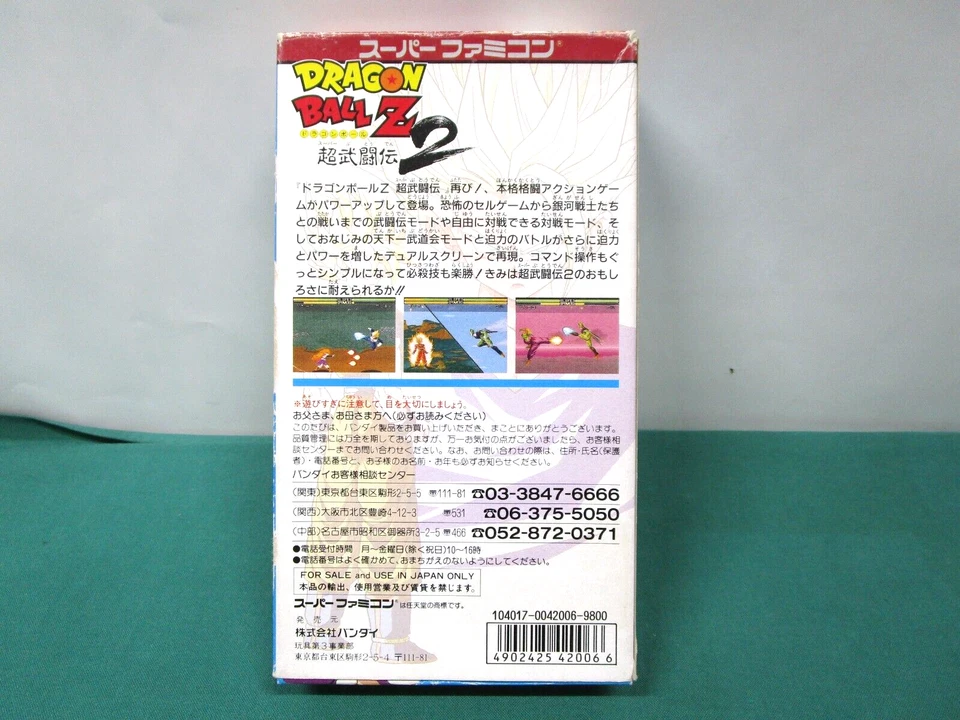 スーパーファミコン®
DRAGON
BALL Z 2
ドラゴンボール
超武闘伝
『ドラゴンボールZ 超武闘伝』再び!、本格格闘アクションゲー
ムがパワーアップして登場。恐怖のセルゲームから銀河戦士たち
との戦いまでの武闘伝モードや自由に対戦できる対戦モード、そ
しておなじみの天下一武道会モードと迫力のバトルがさらに迫力
とパワーを増したデュアルスクリーンで再現。コマンド操作もぐ
っとシンプルになって必殺技も楽勝!きみは超武闘伝2のおもし
ろさに耐えられるか!!
※遊びすぎに注意して、目を大切にしましょう。
お父さま、お母さま方へ(必ずお読みください)
このたびは、バンダイ製品をお買い上げいただき、まことにありがとうございます。
品質管理には万全を期しておりますが、万一お気付の点がございましたら、お客様相
談センターまでお問い合わせください。なお、お問い合わせの際は、住所・氏名(保護
者)・電話番号と、お子様のお名前・お年も必ずお知らせください。
バンダイお客様相談センター
(関東)東京都台東区駒形2-5-5 〒111-81 ☎03-3847-6666
(関西)大阪市北区豊崎4-12-3 〒531 ☎06-375-5050
(中部)名古屋市昭和区御器所3-2-5 〒466 ☎052-872-0371
●電話受付時間 月〜金曜日(除く祝日)10〜16時
●電話番号はよく確かめて、おまちがえのないようにしてください。
FOR SALE and USE IN JAPAN ONLY
本品の輸出、使用営業及び賃貸を禁じます。
スーパーファミコン®は任天堂の商標です。
発売元
株式会社バンダイ
玩具第3事業部
東京都台東区駒形2-5-4 〒111-81
104017-0042006-9800
4902425420066